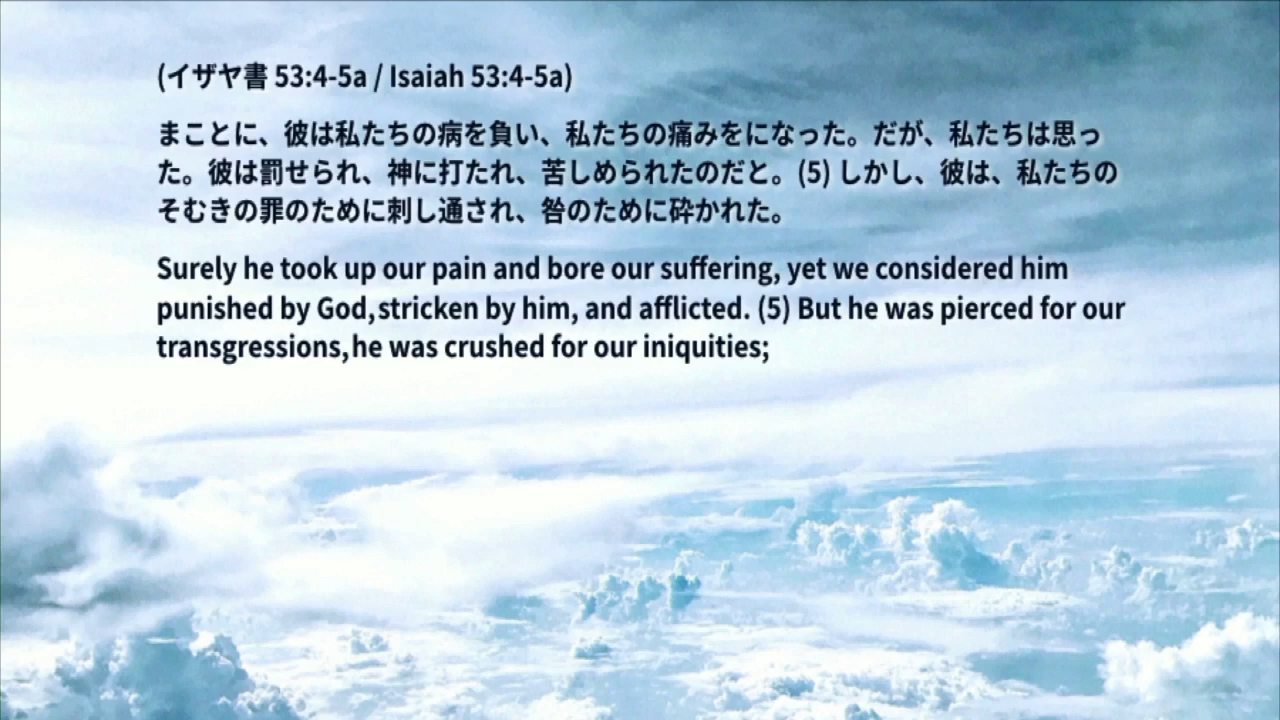 (イザヤ書 53:4-5a / Isaiah 53:4-5a)
まことに、彼は私たちの病を負い、私たちの痛みをになった。だが、私たちは思っ
た。彼は罰せられ、神に打たれ、苦しめられたのだと。(5) しかし、彼は、私たちの
そむきの罪のために刺し通され、咎のために砕かれた。
Surely he took up our pain and bore our suffering, yet we considered him
punished by God,stricken by him, and afflicted. (5) But he was pierced for our
transgressions,he was crushed for our iniquities;